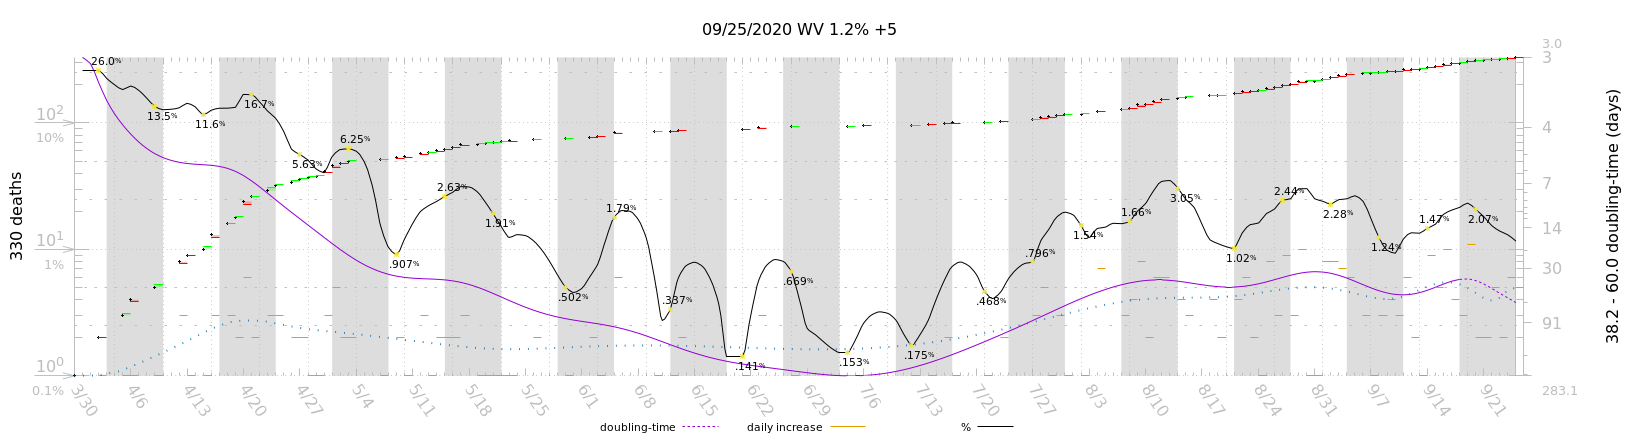 09/25/2020 WV 1.2% +5
3.0
26.0% 3
13.5% 11.6% 16.7%
10² 10% 4
5.63% 6.25%
2.63% 1.91% 1.79% 7
1.66% 3.05% 2.44% 2.28% 1.47% 2.07%
1.54% 14
10¹ .907% .796% 1.02% 1.24%
1% 30
.502% .337% .669% .468%
91
.141% .153% .175%
10⁰
0.1% 283.1
330 deaths
38.2 - 60.0 doubling-time (days)
3/30 4/6 4/13 4/20 4/27 5/4 5/11 5/18 5/25 6/1 6/8 6/15 6/22 6/29 7/6 7/13 7/20 7/27 8/3 8/10 8/17 8/24 8/31 9/7 9/14 9/21
doubling-time daily increase %